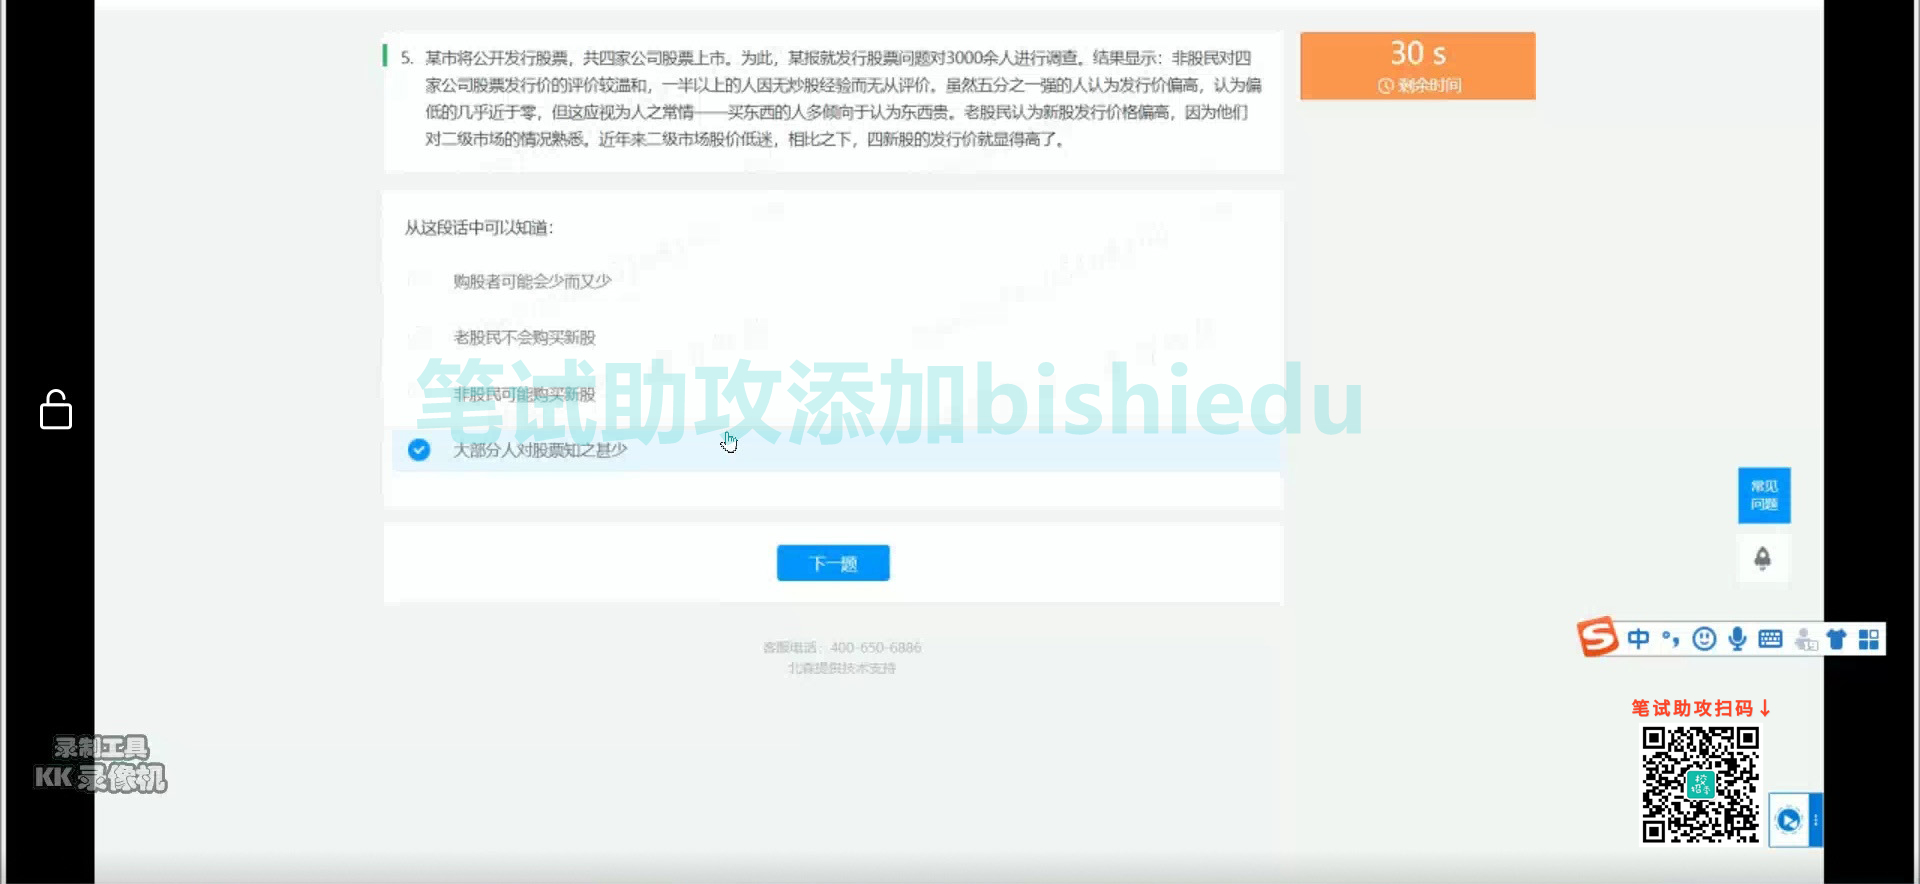 5. 某市将公开发行股票，共四家公司股票上市。为此，某报就发行股票问题对3000余人进行调查。结果显示：非股民对四
家公司股票发行价的评价较温和，一半以上的人因无炒股经验而无从评价。虽然五分之一强的人认为发行价偏高，认为偏
低的几乎近于零，但这应视为人之常情——买东西的人多倾向于认为东西贵。老股民认为新股发行价格偏高，因为他们
对二级市场的情况熟悉。近年来二级市场股价低迷，相比之下，四新股的发行价就显得高了。
30 s
剩余时间
从这段话中可以知道：
购股者可能会少而又少
老股民不会购买新股
非股民可能购买新股
笔试助攻添加bishiedu
大部分人对股票知之甚少
常见
问题
下一题
中
客服电话：400-650-6886
北森提供技术支持
笔试助攻扫码↓
校
招季
录制工具
KK 录像机